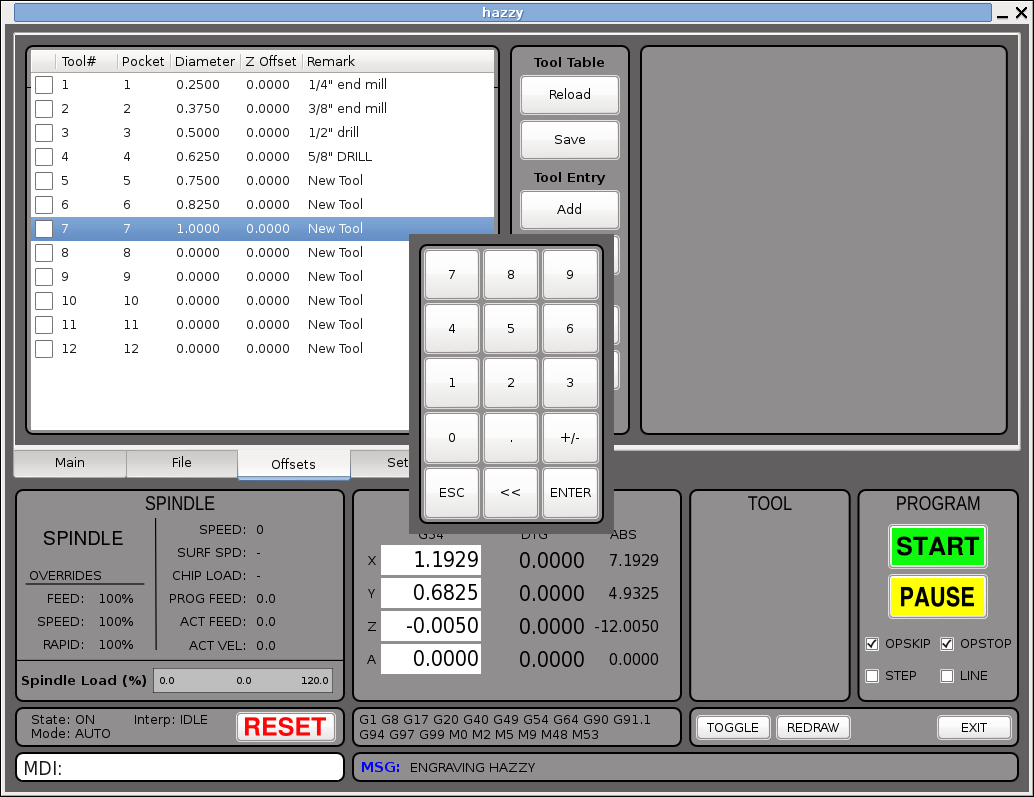 hazzy
Tool# Pocket Diameter Z Offset Remark
1 1 0.2500 0.0000 1/4" end mill
2 2 0.3750 0.0000 3/8" end mill
3 3 0.5000 0.0000 1/2" drill
4 4 0.6250 0.0000 5/8" DRILL
5 5 0.7500 0.0000 New Tool
6 6 0.8250 0.0000 New Tool
7 7 1.0000 0.0000 New Tool
8 8 0.0000 0.0000 New Tool
9 9 0.0000 0.0000 New Tool
10 10 0.0000 0.0000 New Tool
11 11 0.0000 0.0000 New Tool
12 12 0.0000 0.0000 New Tool
Tool Table
Reload
Save
Tool Entry
Add
7 8 9
4 5 6
1 2 3
0 . +/-
ESC << ENTER
Main File Offsets Set
SPINDLE
SPINDLE
OVERRIDES
FEED: 100%
SPEED: 100%
RAPID: 100%
SPEED: 0
SURF SPD: -
CHIP LOAD: -
PROG FEED: 0.0
ACT FEED: 0.0
ACT VEL: 0.0
Spindle Load (%) 0.0 0.0 120.0
G54 DTG ABS
X 1.1929 0.0000 7.1929
Y 0.6825 0.0000 4.9325
Z -0.0050 0.0000 -12.0050
A 0.0000 0.0000 0.0000
TOOL
PROGRAM
START
PAUSE
OPSKIP OPSTOP
STEP LINE
State: ON Interp: IDLE
Mode: AUTO
RESET
G1 G8 G17 G20 G40 G49 G54 G64 G90 G91.1
G94 G97 G99 M0 M2 M5 M9 M48 M53
TOGGLE REDRAW EXIT
MDI:
MSG: ENGRAVING HAZZY